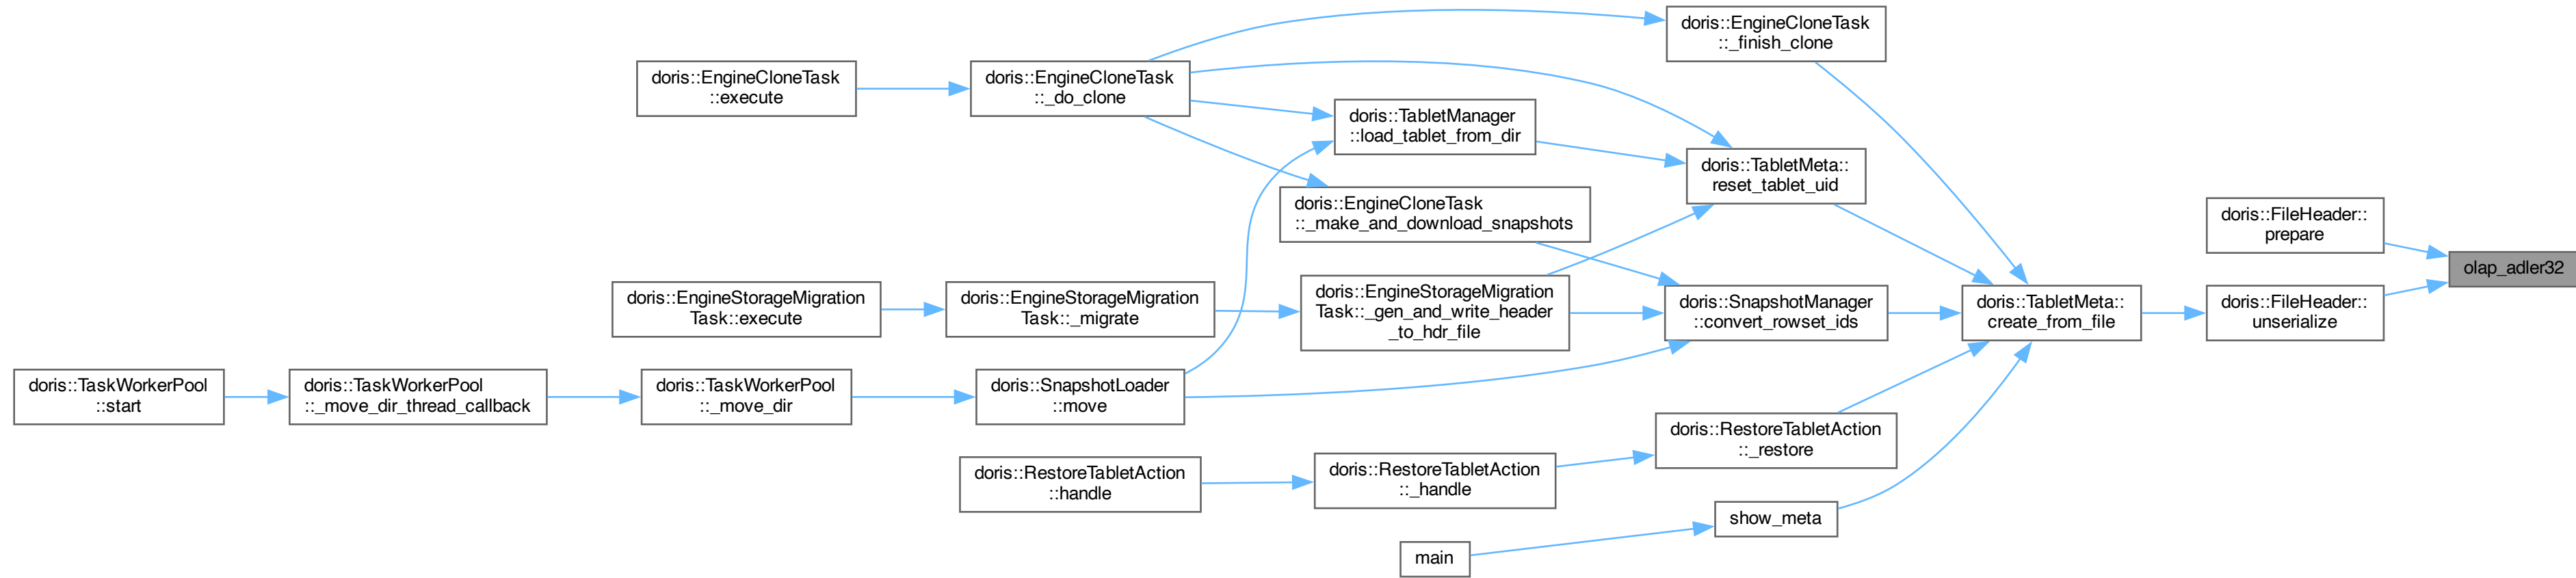 doris::EngineCloneTask
::_finish_clone
doris::EngineCloneTask
::execute
doris::EngineCloneTask
::_do_clone
doris::TabletManager
::load_tablet_from_dir
doris::TabletMeta::
reset_tablet_uid
doris::EngineCloneTask
::_make_and_download_snapshots
doris::FileHeader::
prepare
olap_adler32
doris::EngineStorageMigration
Task::execute
doris::EngineStorageMigration
Task::_migrate
doris::EngineStorageMigration
Task::_gen_and_write_header
_to_hdr_file
doris::SnapshotManager
::convert_rowset_ids
doris::TabletMeta::
create_from_file
doris::FileHeader::
unserialize
doris::TaskWorkerPool
::start
doris::TaskWorkerPool
::_move_dir_thread_callback
doris::TaskWorkerPool
::_move_dir
doris::SnapshotLoader
::move
doris::RestoreTabletAction
::_restore
doris::RestoreTabletAction
::handle
doris::RestoreTabletAction
::_handle
show_meta
main